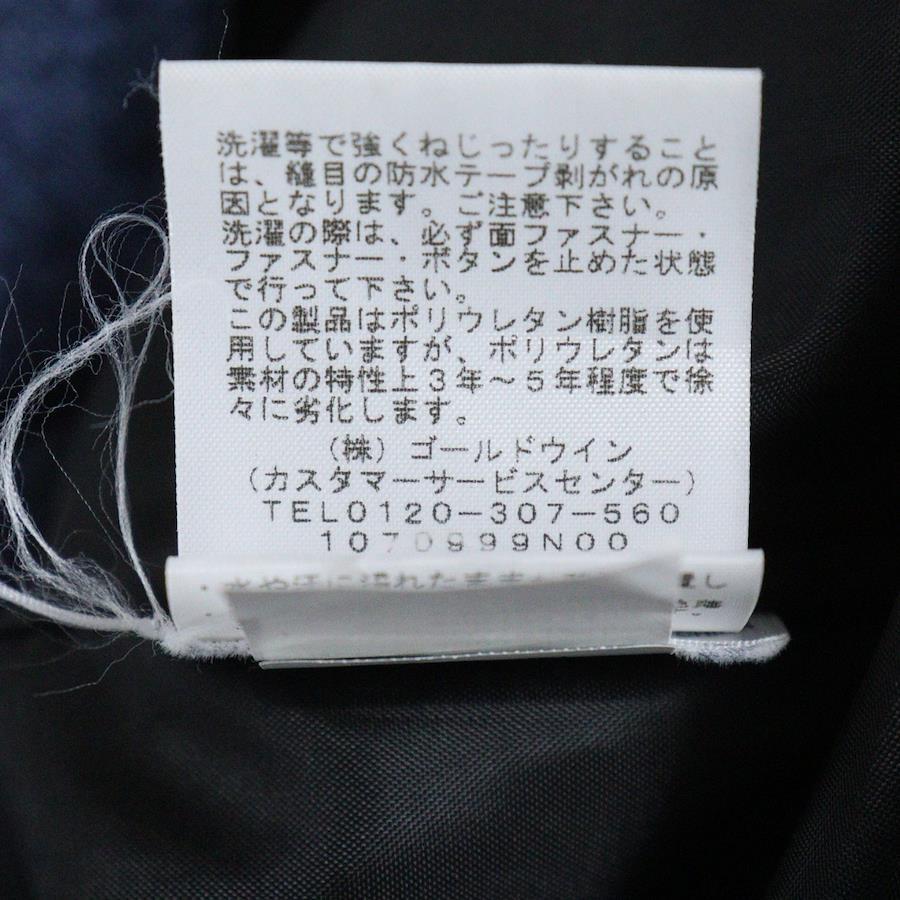 洗濯等で強くねじったりすること
は、縫目の防水テープ剥がれの原
因となります。ご注意下さい。
洗濯の際は、必ず面ファスナー・
ファスナー・ボタンを止めた状態
で行って下さい。
この製品はポリウレタン樹脂を使
用していますが、ポリウレタンは
素材の特性上3年～5年程度で徐
々に劣化します。
(株)ゴールドウイン
(カスタマーサービスセンター)
TEL0120-307-560
1070999N00